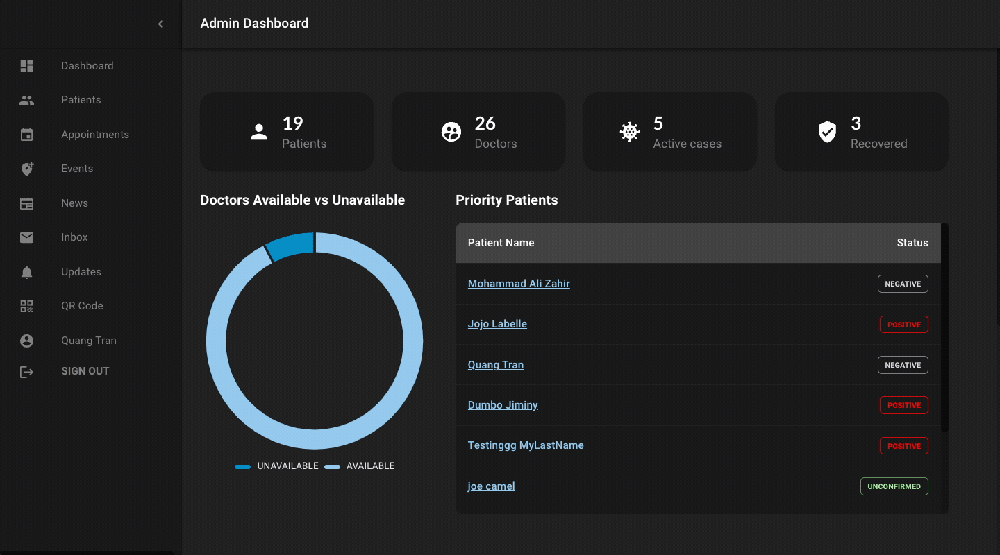 Admin Dashboard
Dashboard
Patients
Appointments
Events
News
Inbox
Updates
QR Code
Quang Tran
SIGN OUT
19
Patients
26
Doctors
5
Active cases
3
Recovered
Doctors Available vs Unavailable
UNAVAILABLE AVAILABLE
Priority Patients
Patient Name Status
Mohammad Ali Zahir NEGATIVE
Jojo Labelle POSITIVE
Quang Tran NEGATIVE
Dumbo Jiminy POSITIVE
Testinggg MyLastName POSITIVE
joe camel UNCONFIRMED